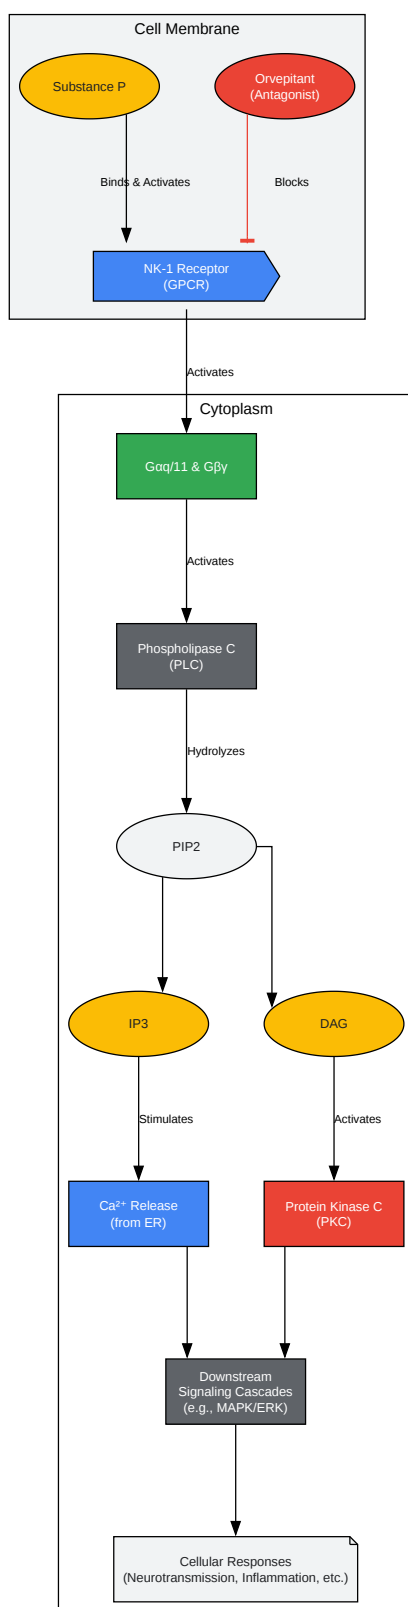 Cell Membrane
Substance P
Orvepitant
(Antagonist)
Binds & Activates
Blocks
NK-1 Receptor
(GPCR)
Activates
Cytoplasm
Gαq/11 & Gβγ
Activates
Phospholipase C
(PLC)
Hydrolyzes
PIP2
IP3
DAG
Stimulates
Activates
Ca²⁺ Release
(from ER)
Protein Kinase C
(PKC)
Downstream
Signaling Cascades
(e.g., MAPK/ERK)
Cellular Responses
(Neurotransmission, Inflammation, etc.)